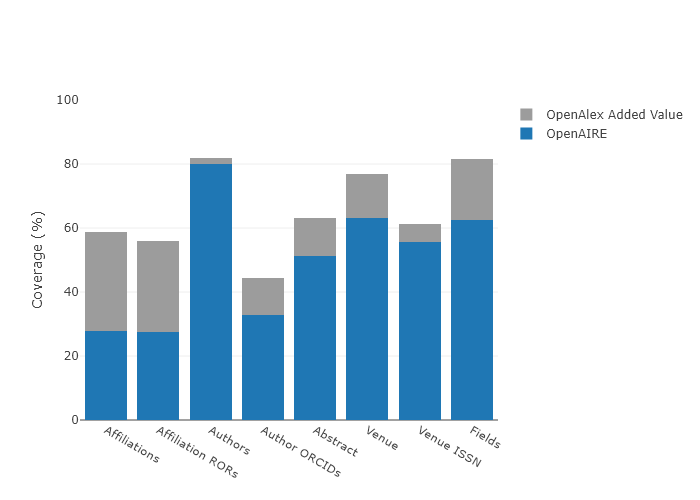 100
80
60
40
20
0
Coverage (%)
Affiliations
Affiliation RORs
Authors
Author ORCIDs
Abstract
Venue
Venue ISSN
Fields
OpenAlex Added Value
OpenAIRE